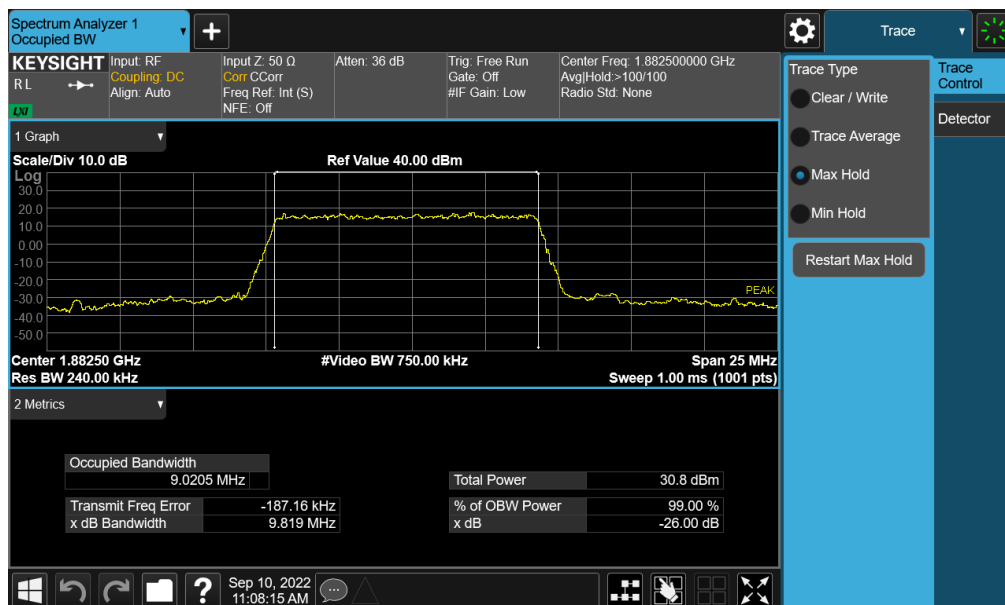 Spectrum Analyzer 1
Occupied BW
+
Trace
KEYSIGHT
R L
LXI
Input: RF
Coupling: DC
Align: Auto
Input Z: 50 Ω
Corr CCorr
Freq Ref: Int (S)
NFE: Off
Atten: 36 dB
Trig: Free Run
Gate: Off
#IF Gain: Low
Center Freq: 1.882500000 GHz
Avg|Hold:>100/100
Radio Std: None
Trace Type
Clear / Write
Trace Average
Max Hold
Min Hold
Restart Max Hold
Trace
Control
Detector
1 Graph
Scale/Div 10.0 dB
Ref Value 40.00 dBm
Log
30.0
20.0
10.0
0.00
-10.0
-20.0
-30.0
-40.0
-50.0
PEAK
Center 1.88250 GHz
#Video BW 750.00 kHz
Span 25 MHz
Res BW 240.00 kHz
Sweep 1.00 ms (1001 pts)
2 Metrics
Occupied Bandwidth
9.0205 MHz
Total Power 30.8 dBm
Transmit Freq Error -187.16 kHz
% of OBW Power 99.00 %
x dB Bandwidth 9.819 MHz
x dB -26.00 dB
?
Sep 10, 2022
11:08:15 AM